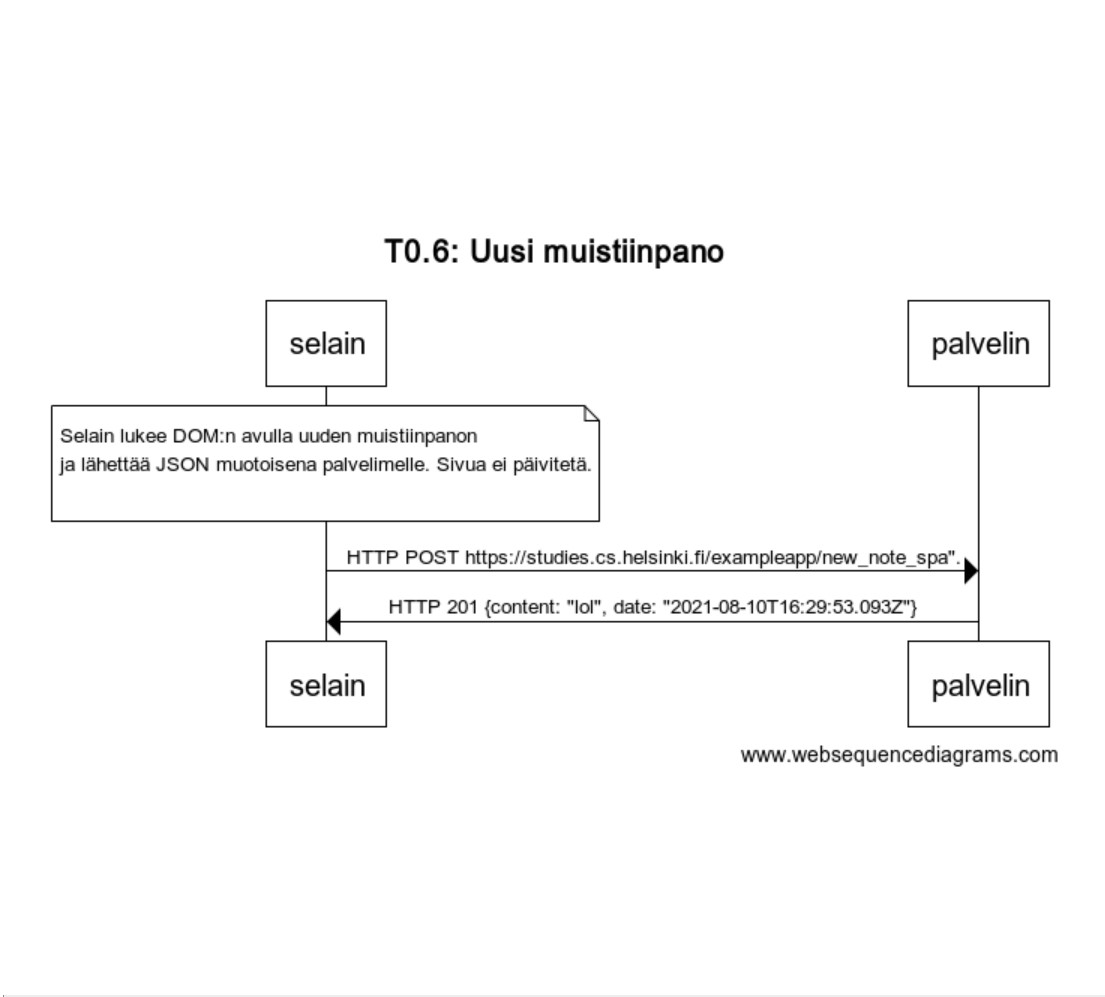 T0.6: Uusi muistiinpano
selain
palvelin
Selain lukee DOM:n avulla uuden muistiinpanon
ja lähettää JSON muotoisena palvelimelle. Sivua ei päivitetä.
HTTP POST https://studies.cs.helsinki.fi/exampleapp/new_note_spa".
HTTP 201 {content: "lol", date: "2021-08-10T16:29:53.093Z"}
selain
palvelin
www.websequencediagrams.com